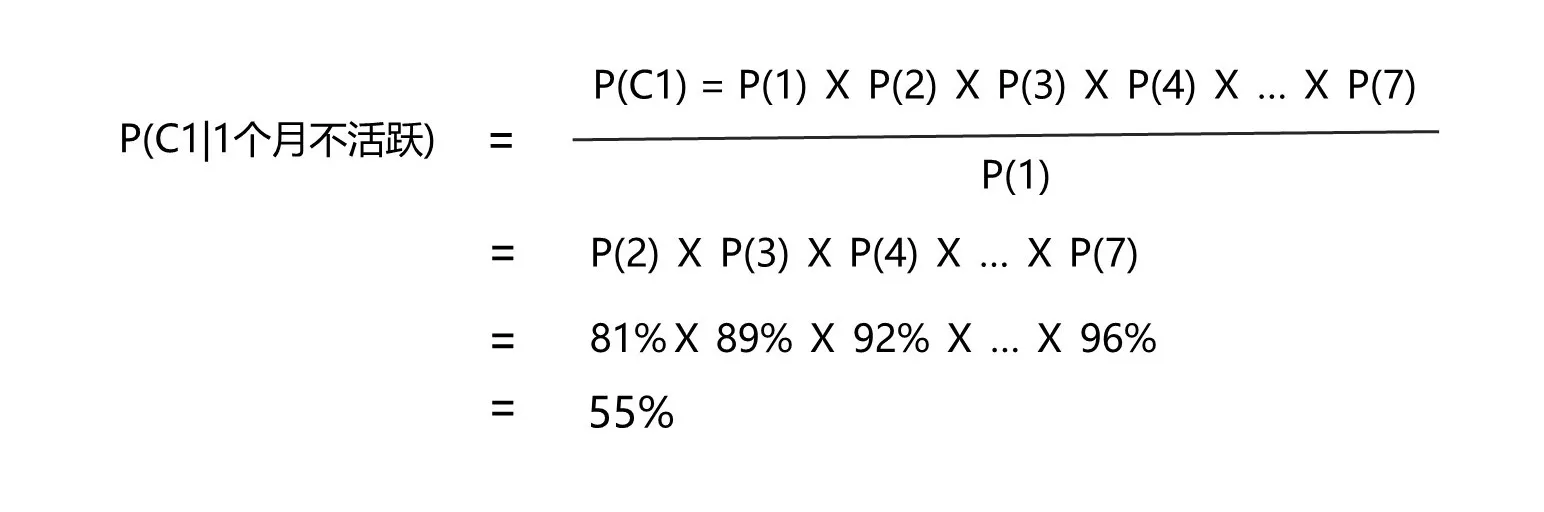 P(C1) = P(1) X P(2) X P(3) X P(4) X ... X P(7)
P(C1|1个月不活跃) =
P(1)
= P(2) X P(3) X P(4) X ... X P(7)
= 81% X 89% X 92% X ... X 96%
= 55%